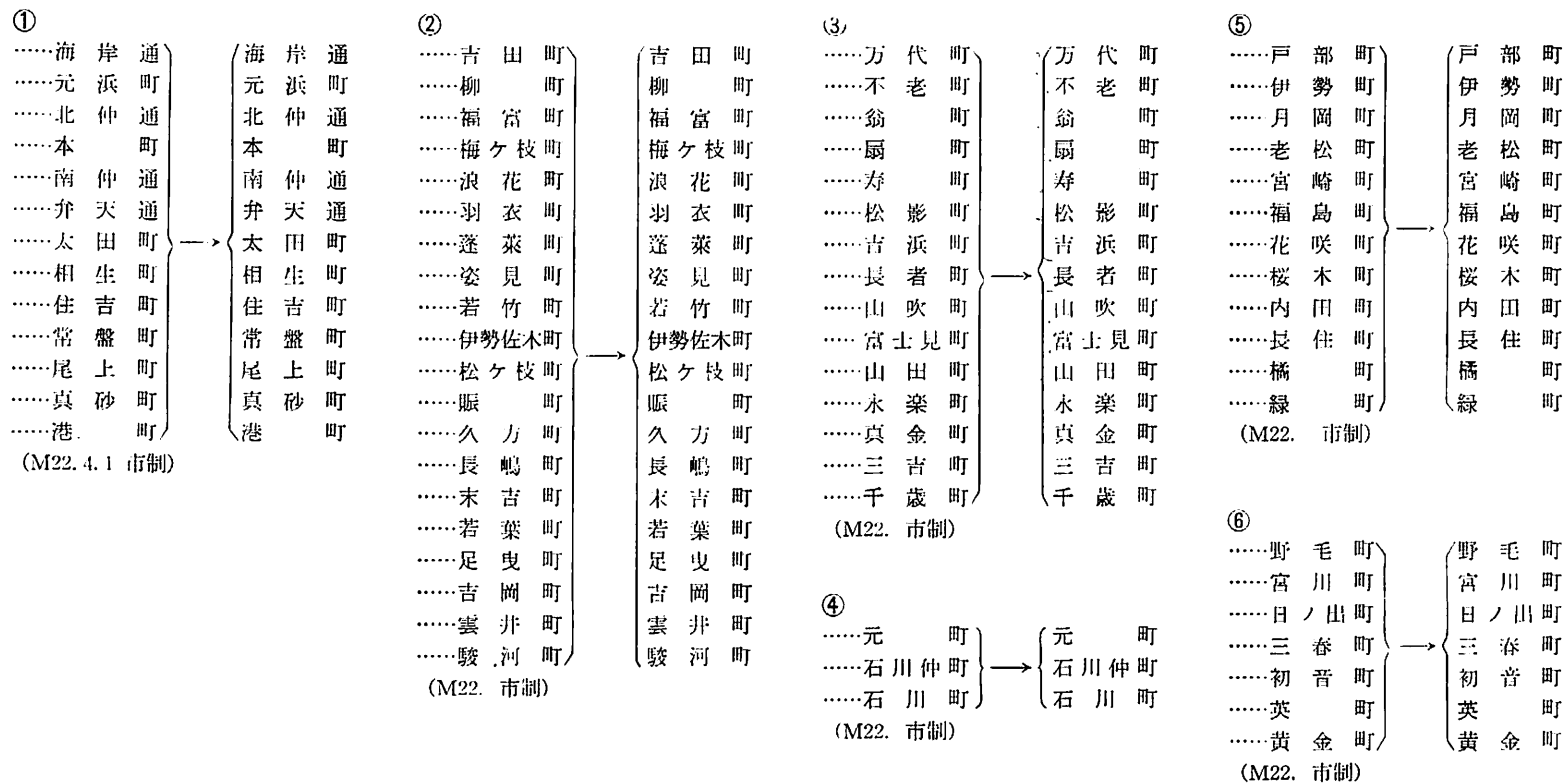 ①
……海岸通 海岸通
……元浜町 元浜町
……北仲通 北仲通
……本町 本町
……南仲通 南仲通
……弁天通 弁天通
……太田町 → 太田町
……相生町 相生町
……住吉町 住吉町
……常盤町 常盤町
……尾上町 尾上町
……真砂町 真砂町
……港町 港町
(M22.4.1 市制)
②
……吉田町 吉田町
……柳町 柳町
……福富町 福富町
……梅ケ枝町 梅ケ枝町
……浪花町 浪花町
……羽衣町 羽衣町
……蓬莱町 蓬莱町
……姿見町 姿見町
……若竹町 若竹町
……伊勢佐木町 → 伊勢佐木町
……松ケ枝町 松ケ枝町
……賑町 賑町
……久方町 久方町
……長嶋町 長嶋町
……末吉町 末吉町
……若葉町 若葉町
……足曳町 足曳町
……吉岡町 吉岡町
……雲井町 雲井町
……駿河町 駿河町
(M22. 市制)
③
……万代町 万代町
……不老町 不老町
……翁町 翁町
……扇町 扇町
……寿町 寿町
……松影町 松影町
……吉浜町 吉浜町
……長者町 → 長者町
……山吹町 山吹町
……富士見町 富士見町
……山田町 山田町
……永楽町 永楽町
……真金町 真金町
……三吉町 三吉町
……千歳町 千歳町
(M22. 市制)
④
……元町 元町
……石川仲町 → 石川仲町
……石川町 石川町
(M22. 市制)
⑤
……戸部町 戸部町
……伊勢町 伊勢町
……月岡町 月岡町
……老松町 老松町
……宮崎町 宮崎町
……福島町 → 福島町
……花咲町 花咲町
……桜木町 桜木町
……内田町 内田町
……長住町 長住町
……橘町 橘町
……緑町 緑町
(M22. 市制)
⑥
……野毛町 野毛町
……宮川町 宮川町
……日ノ出町 日ノ出町
……三春町 → 三春町
……初音町 初音町
……英町 英町
……黄金町 黄金町
(M22. 市制)